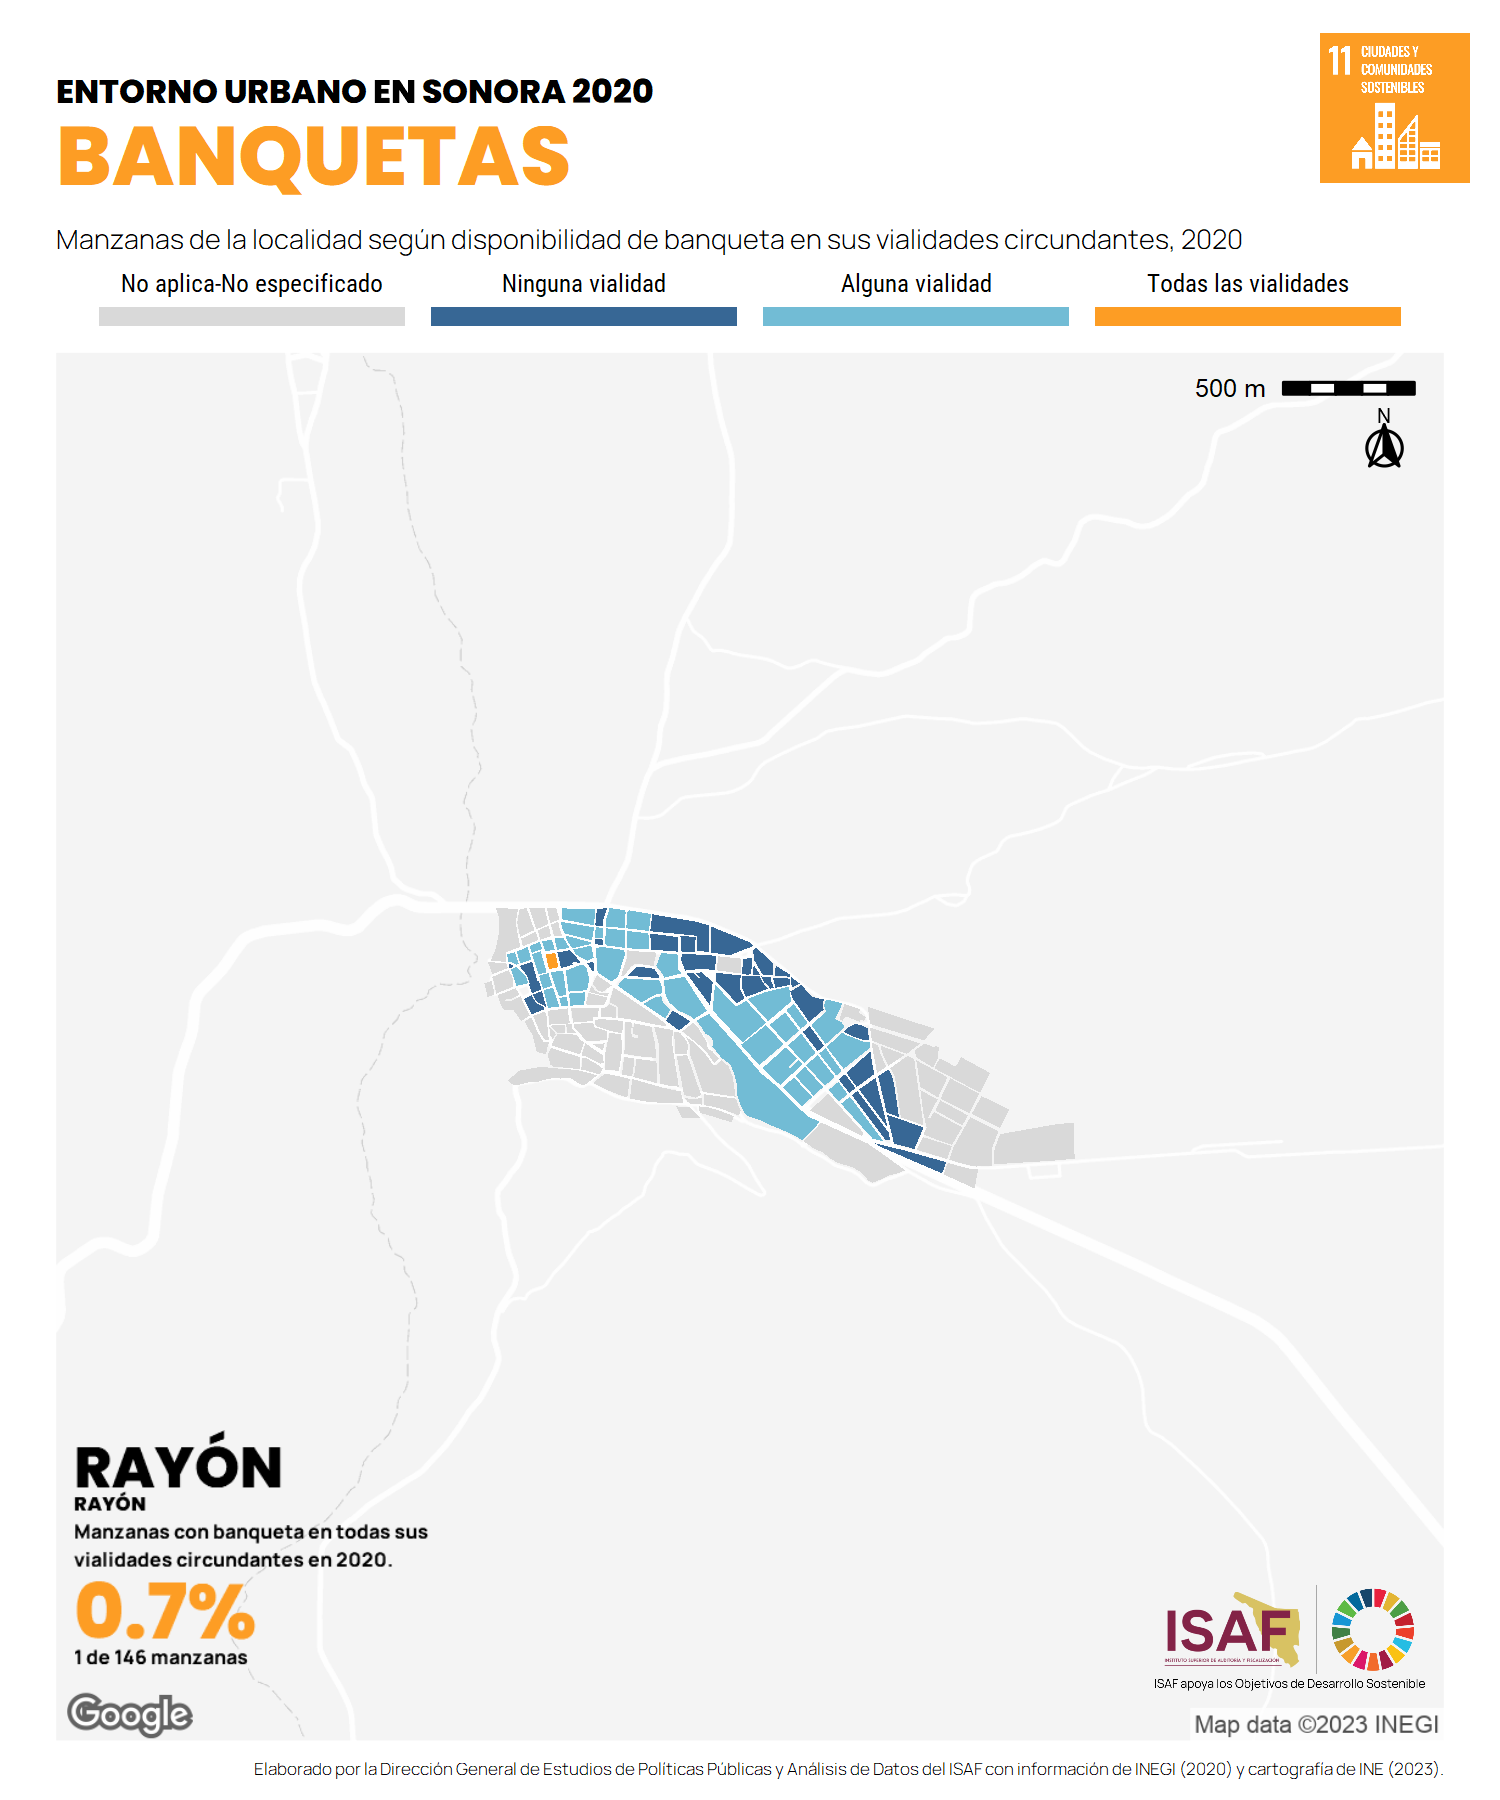 11 CIUDADES Y
COMUNIDADES
SOSTENIBLES
ENTORNO URBANO EN SONORA 2020
BANQUETAS
Manzanas de la localidad según disponibilidad de banqueta en sus vialidades circundantes, 2020
No aplica-No especificado
Ninguna vialidad
Alguna vialidad
Todas las vialidades
500 m
N
RAYÓN
RAYÓN
Manzanas con banqueta en todas sus
vialidades circundantes en 2020.
0.7%
1 de 146 manzanas
Google
ISAF
INSTITUTO SUPERIOR DE AUDITORÍA Y FISCALIZACIÓN
ISAF apoya los Objetivos de Desarrollo Sostenible
Map data ©2023 INEGI
Elaborado por la Dirección General de Estudios de Políticas Públicas y Análisis de Datos del ISAF con información de INEGI (2020) y cartografía de INE (2023).